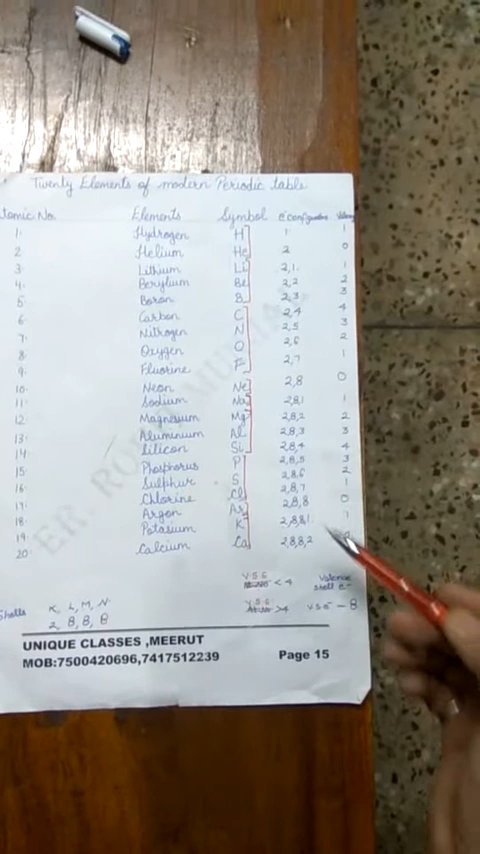 Twenty Elements of modern Periodic table
tomic No. Elements Symbol e⁻ Configuration Valency
1. Hydrogen H 1 1
2 Helium He 2 0
3. Lithium Li 2,1. 1
4. Beryllium Be 2,2 2
5. Boron B 2,3 3
6. Carbon C 2,4 4
7. Nitrogen N 2,5 3
8. Oxygen O 2,6 2
9. Fluorine F 2,7 1
10. Neon Ne 2,8 0
11. Sodium Na 2,8,1 1
12. Magnesium Mg 2,8,2 2
13. Aluminium Al 2,8,3 3
14. Silicon Si 2,8,4 4
15. Phosphorus P 2,8,5 3
16. Sulphur S 2,8,6 2
17. Chlorine Cl 2,8,7 1
18. Argon Ar 2,8,8 0
19. Potasium K 2,8,8,1 1
20. Calcium Ca 2,8,8,2
V.S.e⁻ < 4 Valence Shell e⁻
Shells K, L, M, N V.S.e⁻ >4 V.S.e⁻ – 8
2, 8, 8, 8
UNIQUE CLASSES ,MEERUT
MOB:7500420696,7417512239 Page 15
ER. RO